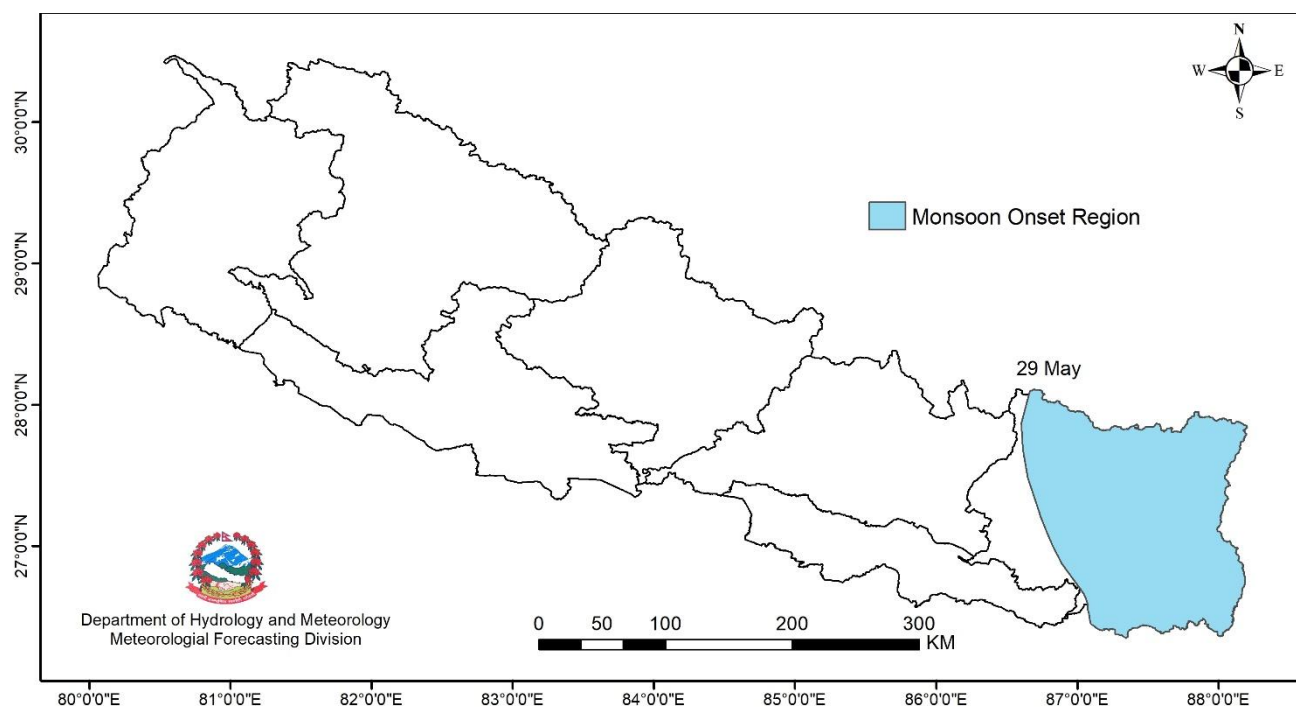 N
W E
S
30°0'0"N
Monsoon Onset Region
29°0'0"N
29 May
28°0'0"N
27°0'0"N
Department of Hydrology and Meteorology
Meteorologial Forecasting Division
0 50 100 200 300
KM
80°0'0"E 81°0'0"E 82°0'0"E 83°0'0"E 84°0'0"E 85°0'0"E 86°0'0"E 87°0'0"E 88°0'0"E